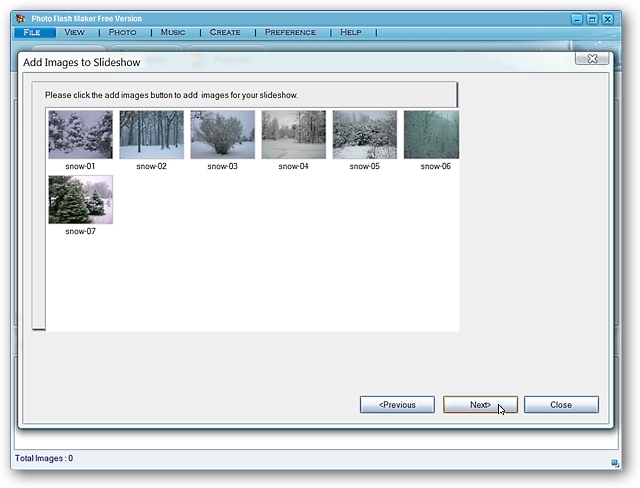 Photo Flash Maker Free Version
File | View | Photo | Music | Create | Preference | Help |
Add Images to Slideshow
Please click the add images button to add images for your slideshow.
snow-01 snow-02 snow-03 snow-04 snow-05 snow-06
snow-07
<Previous Next> Close
Total Images : 0